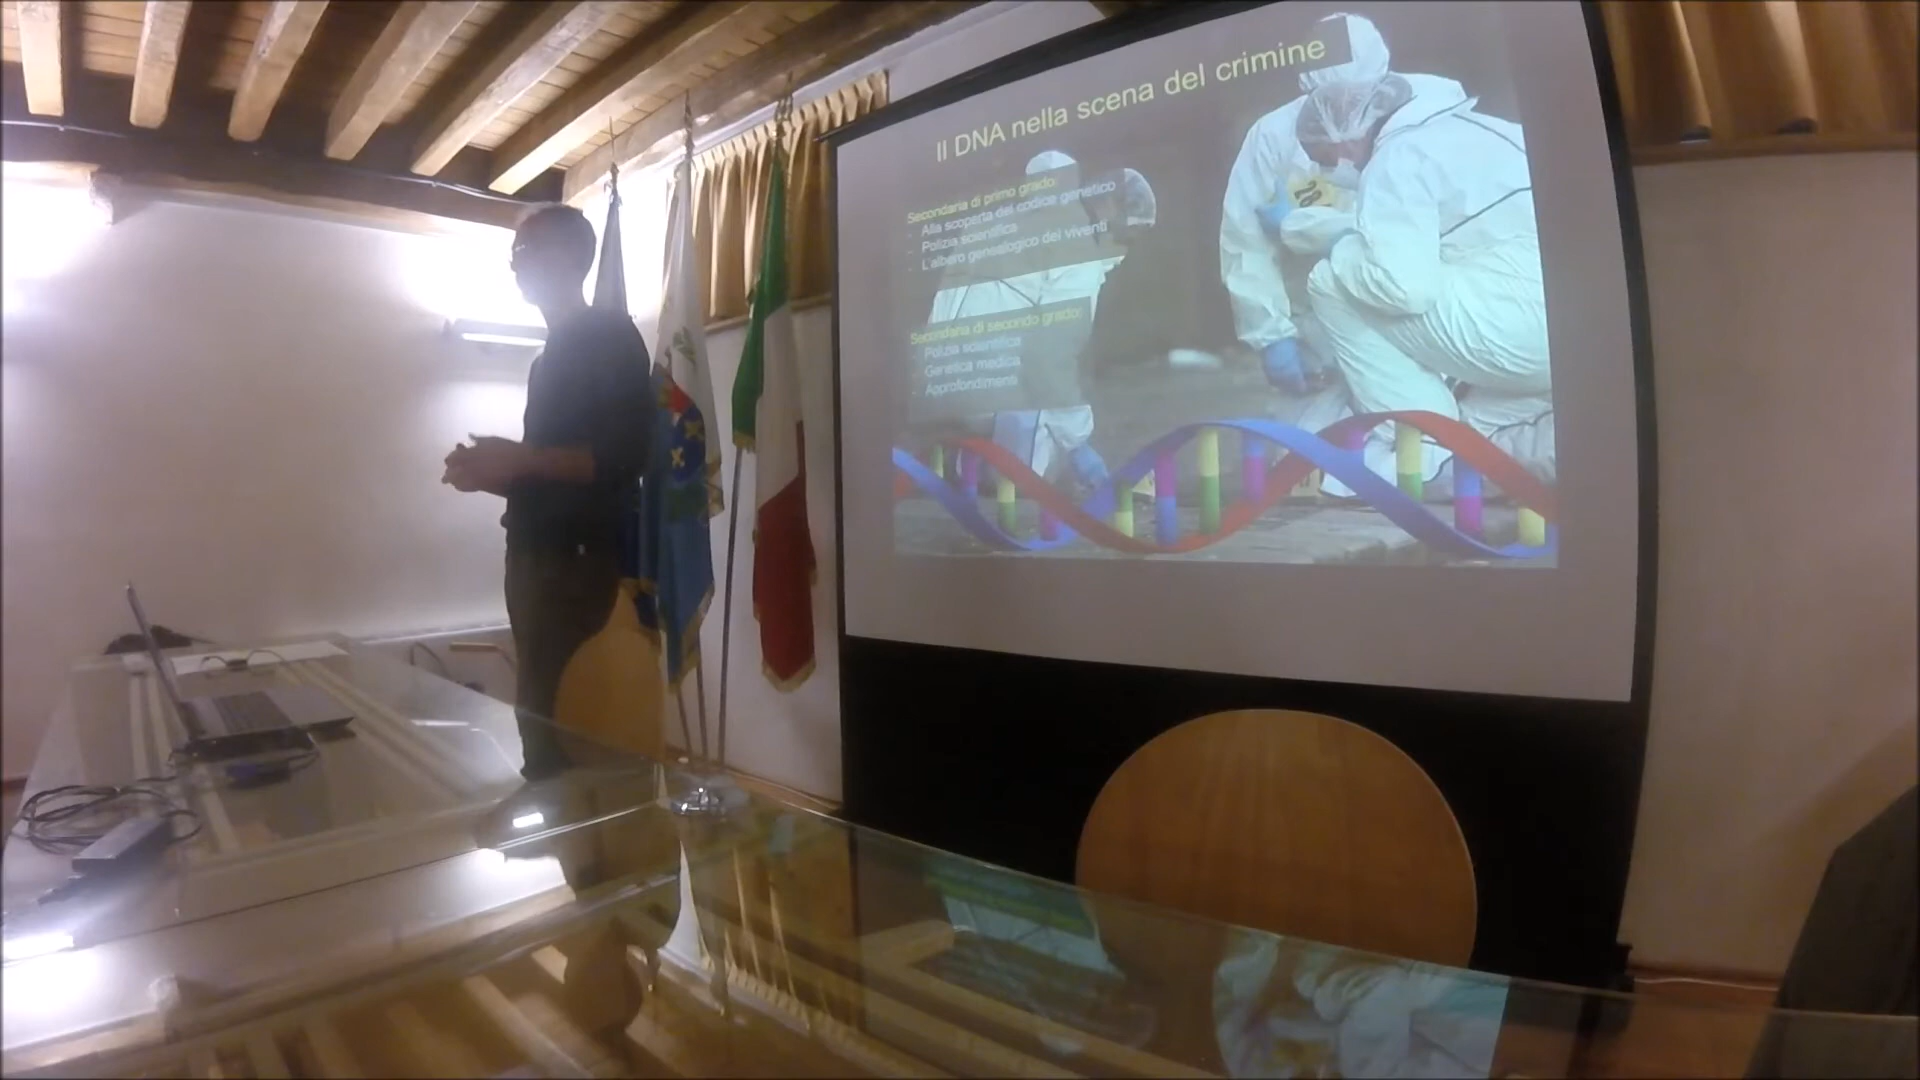 Il DNA nella scena del crimine
Secondaria di primo grado:
- Alla scoperta del codice genetico
- Polizia scientifica
- L'albero genealogico dei viventi
Secondaria di secondo grado:
- Polizia scientifica
- Genetica medica
- Approfondimenti